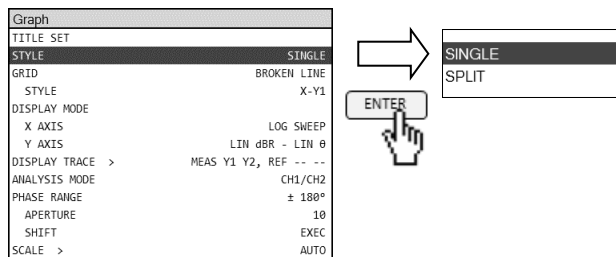 Graph
TITLE SET
STYLE SINGLE
GRID BROKEN LINE
STYLE X-Y1
DISPLAY MODE
X AXIS LOG SWEEP
Y AXIS LIN dBR - LIN θ
DISPLAY TRACE > MEAS Y1 Y2, REF -- --
ANALYSIS MODE CH1/CH2
PHASE RANGE ± 180°
APERTURE 10
SHIFT EXEC
SCALE > AUTO
ENTER
SINGLE
SPLIT